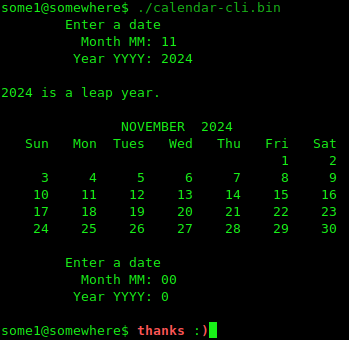 some1@somewhere$ ./calendar-cli.bin
Enter a date
Month MM: 11
Year YYYY: 2024
2024 is a leap year.
NOVEMBER 2024
Sun Mon Tues Wed Thu Fri Sat
1 2
3 4 5 6 7 8 9
10 11 12 13 14 15 16
17 18 19 20 21 22 23
24 25 26 27 28 29 30
Enter a date
Month MM: 00
Year YYYY: 0
some1@somewhere$ thanks :)